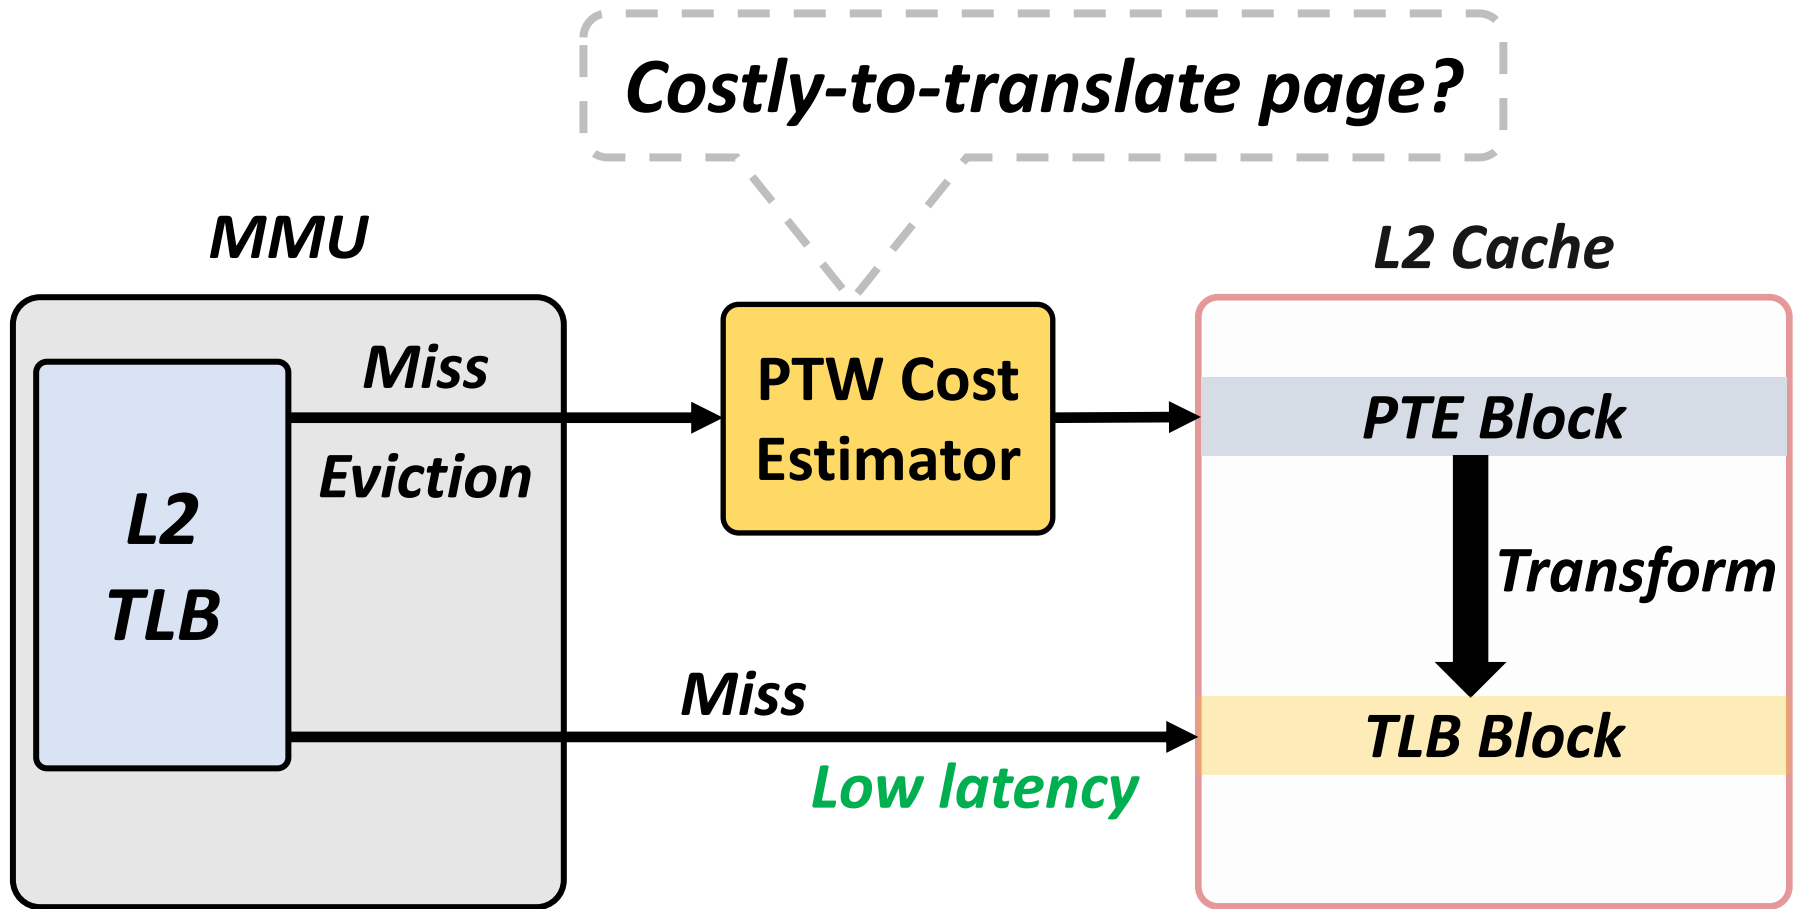 Costly-to-translate page?
MMU
L2 Cache
Miss
Eviction
L2
TLB
PTW Cost
Estimator
PTE Block
Transform
Miss
Low latency
TLB Block